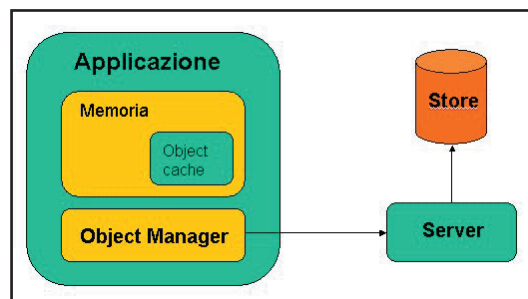 Applicazione
Memoria
Object
cache
Object Manager
Store
Server